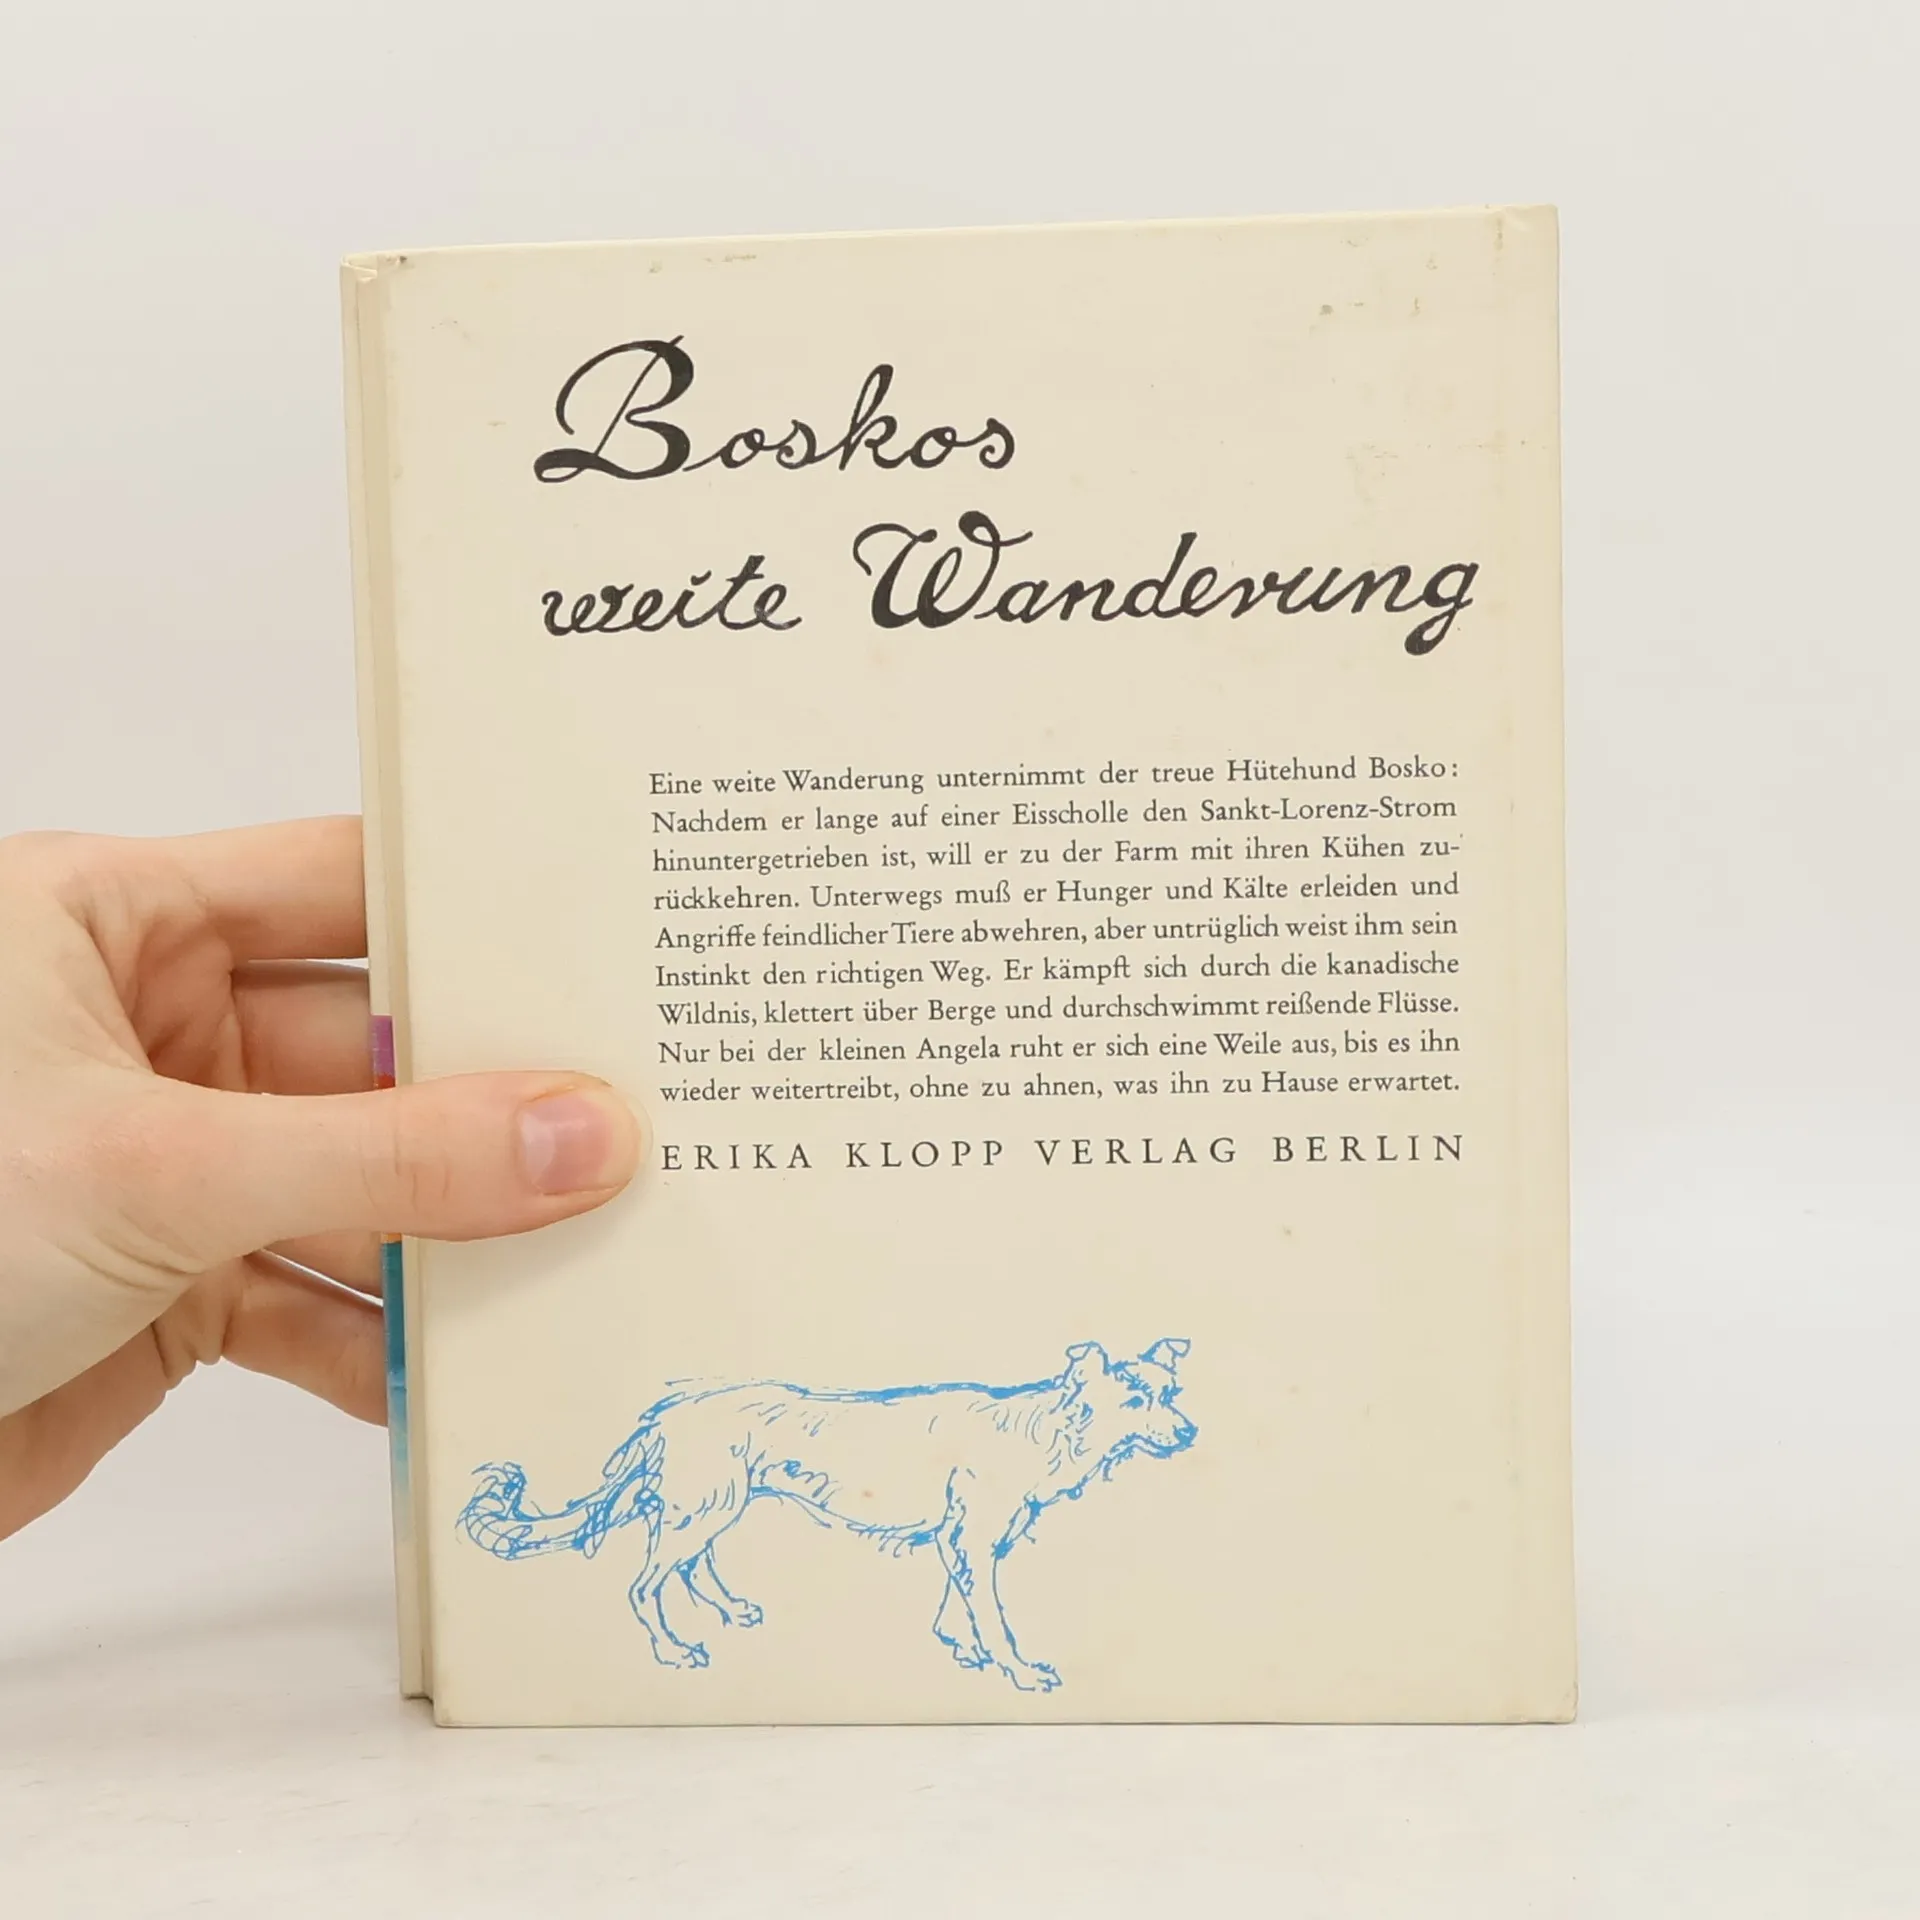 Boskos
weite Wanderung
Eine weite Wanderung unternimmt der treue Hütehund Bosko:
Nachdem er lange auf einer Eisscholle den Sankt-Lorenz-Strom
hinuntergetrieben ist, will er zu der Farm mit ihren Kühen zu-
rückkehren. Unterwegs muß er Hunger und Kälte erleiden und
Angriffe feindlicher Tiere abwehren, aber untrüglich weist ihm sein
Instinkt den richtigen Weg. Er kämpft sich durch die kanadische
Wildnis, klettert über Berge und durchschwimmt reißende Flüsse.
Nur bei der kleinen Angela ruht er sich eine Weile aus, bis es ihn
wieder weitertreibt, ohne zu ahnen, was ihn zu Hause erwartet.
ERIKA KLOPP VERLAG BERLIN